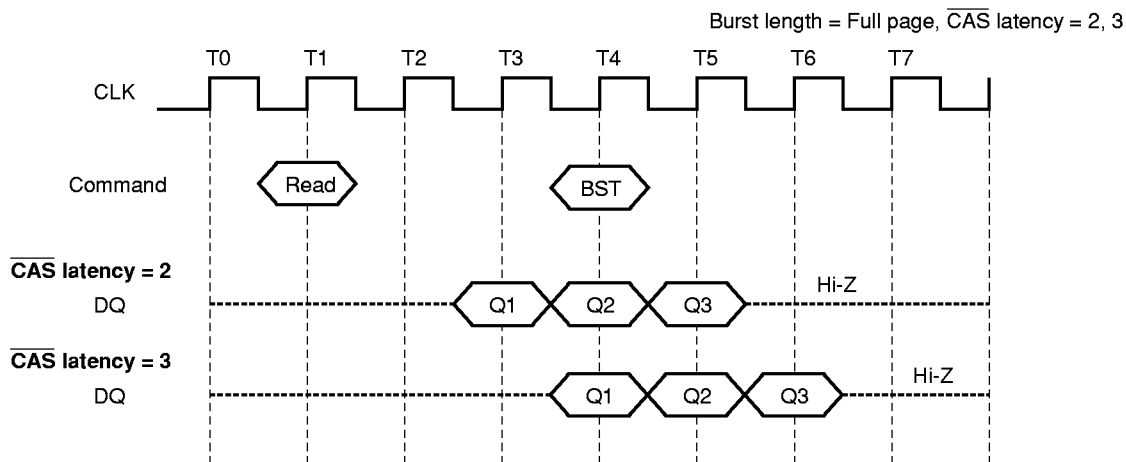 Burst length = Full page, CAS latency = 2, 3
T0 T1 T2 T3 T4 T5 T6 T7
CLK
Command Read BST
CAS latency = 2
DQ Q1 Q2 Q3 Hi-Z
CAS latency = 3
DQ Q1 Q2 Q3 Hi-Z